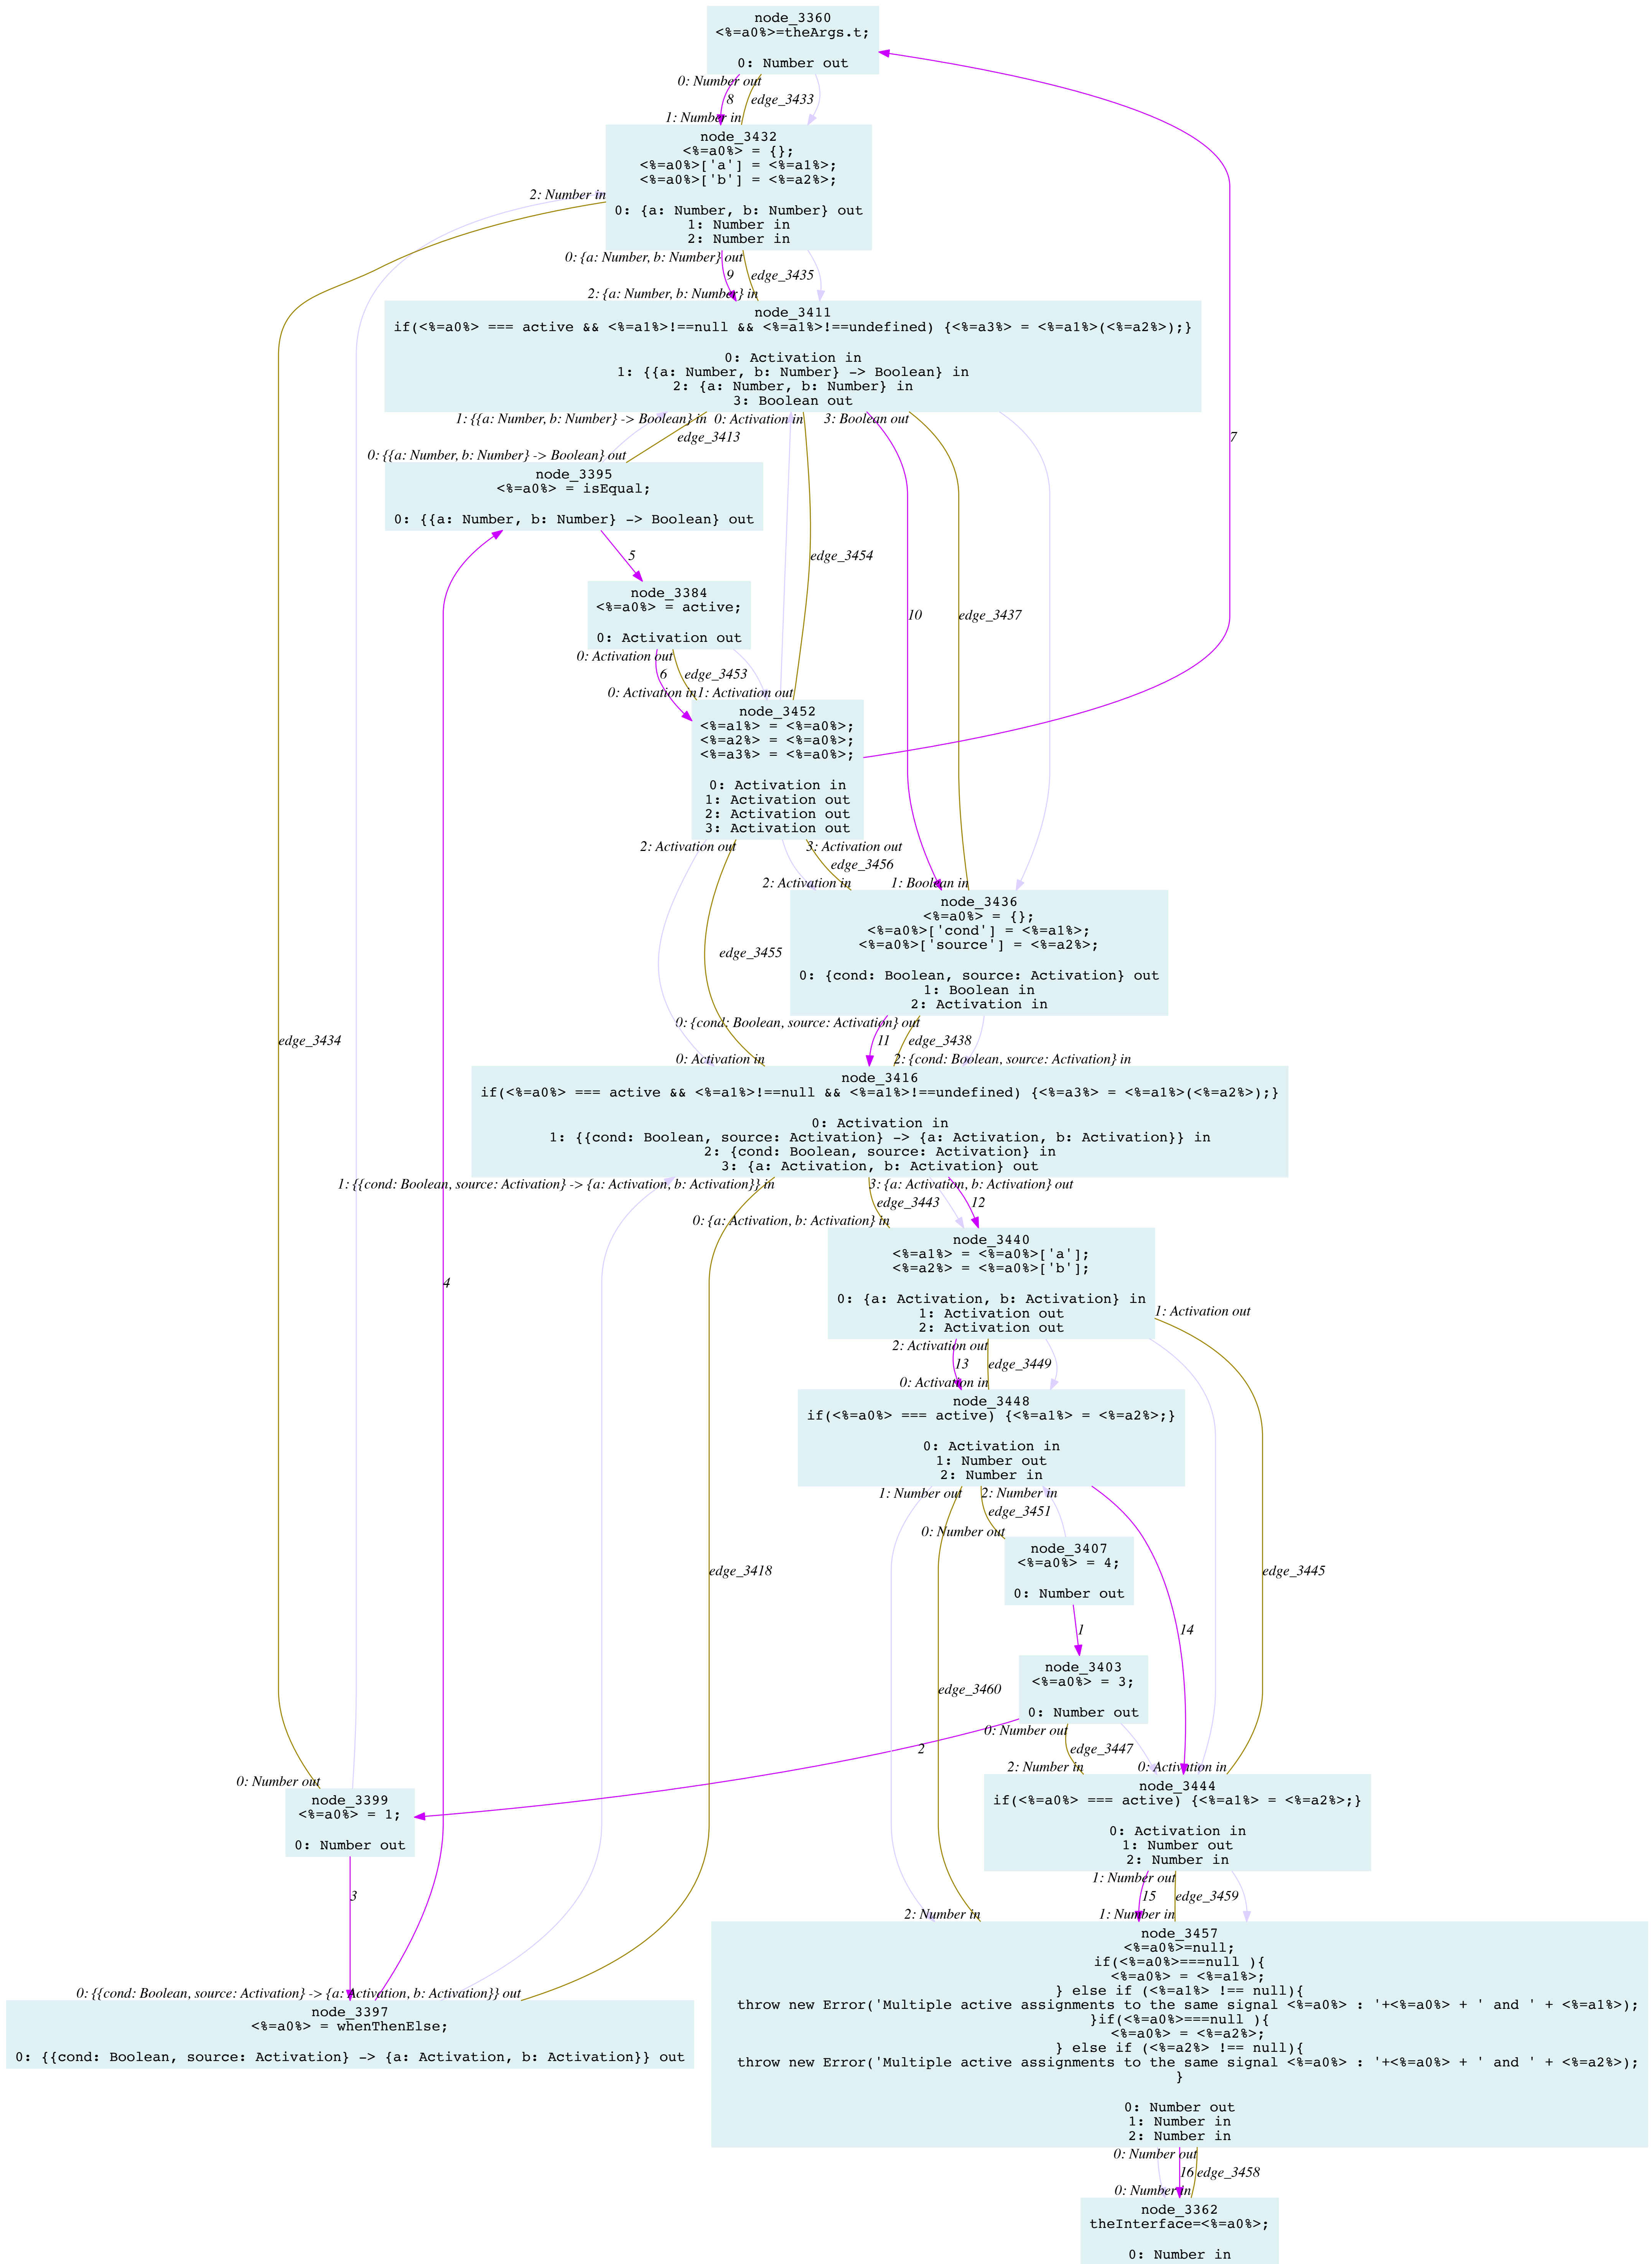 node_3360
<%=a0%>=theArgs.t;
0: Number out
0: Number out
8
edge_3433
1: Number in
node_3432
<%=a0%> = {};
<%=a0%>['a'] = <%=a1%>;
<%=a0%>['b'] = <%=a2%>;
2: Number in
0: {a: Number, b: Number} out
1: Number in
2: Number in
0: {a: Number, b: Number} out
9
edge_3435
2: {a: Number, b: Number} in
node_3411
if(<%=a0%> === active && <%=a1%>!==null && <%=a1%>!==undefined) {<%=a3%> = <%=a1%>(<%=a2%>);}
0: Activation in
1: {{a: Number, b: Number} -> Boolean} in
2: {a: Number, b: Number} in
3: Boolean out
1: {{a: Number, b: Number} -> Boolean} in
0: Activation in
3: Boolean out
edge_3413
7
0: {{a: Number, b: Number} -> Boolean} out
node_3395
<%=a0%> = isEqual;
0: {{a: Number, b: Number} -> Boolean} out
5
edge_3454
node_3384
<%=a0%> = active;
0: Activation out
10
edge_3437
0: Activation out
6
edge_3453
0: Activation in
1: Activation out
node_3452
<%=a1%> = <%=a0%>;
<%=a2%> = <%=a0%>;
<%=a3%> = <%=a0%>;
0: Activation in
1: Activation out
2: Activation out
3: Activation out
2: Activation out
3: Activation out
edge_3456
2: Activation in
1: Boolean in
node_3436
<%=a0%> = {};
<%=a0%>['cond'] = <%=a1%>;
<%=a0%>['source'] = <%=a2%>;
edge_3455
0: {cond: Boolean, source: Activation} out
1: Boolean in
2: Activation in
0: {cond: Boolean, source: Activation} out
edge_3434
11
edge_3438
0: Activation in
2: {cond: Boolean, source: Activation} in
node_3416
if(<%=a0%> === active && <%=a1%>!==null && <%=a1%>!==undefined) {<%=a3%> = <%=a1%>(<%=a2%>);}
0: Activation in
1: {{cond: Boolean, source: Activation} -> {a: Activation, b: Activation}} in
2: {cond: Boolean, source: Activation} in
3: {a: Activation, b: Activation} out
1: {{cond: Boolean, source: Activation} -> {a: Activation, b: Activation}} in
3: {a: Activation, b: Activation} out
edge_3443
12
0: {a: Activation, b: Activation} in
node_3440
<%=a1%> = <%=a0%>['a'];
<%=a2%> = <%=a0%>['b'];
4
0: {a: Activation, b: Activation} in
1: Activation out
2: Activation out
1: Activation out
2: Activation out
13
edge_3449
0: Activation in
node_3448
if(<%=a0%> === active) {<%=a1%> = <%=a2%>;}
0: Activation in
1: Number out
2: Number in
1: Number out
2: Number in
edge_3451
0: Number out
node_3407
<%=a0%> = 4;
0: Number out
edge_3418
edge_3445
1
14
node_3403
<%=a0%> = 3;
0: Number out
edge_3460
0: Number out
2
edge_3447
2: Number in
0: Activation in
0: Number out
node_3399
<%=a0%> = 1;
0: Number out
node_3444
if(<%=a0%> === active) {<%=a1%> = <%=a2%>;}
0: Activation in
1: Number out
2: Number in
1: Number out
3
15
edge_3459
2: Number in
1: Number in
0: {{cond: Boolean, source: Activation} -> {a: Activation, b: Activation}} out
node_3397
<%=a0%> = whenThenElse;
0: {{cond: Boolean, source: Activation} -> {a: Activation, b: Activation}} out
node_3457
<%=a0%>=null;
if(<%=a0%>===null ){
<%=a0%> = <%=a1%>;
} else if (<%=a1%> !== null){
throw new Error('Multiple active assignments to the same signal <%=a0%> : '+<%=a0%> + ' and ' + <%=a1%>);
}if(<%=a0%>===null ){
<%=a0%> = <%=a2%>;
} else if (<%=a2%> !== null){
throw new Error('Multiple active assignments to the same signal <%=a0%> : '+<%=a0%> + ' and ' + <%=a2%>);
}
0: Number out
1: Number in
2: Number in
0: Number out
16
edge_3458
0: Number in
node_3362
theInterface=<%=a0%>;
0: Number in